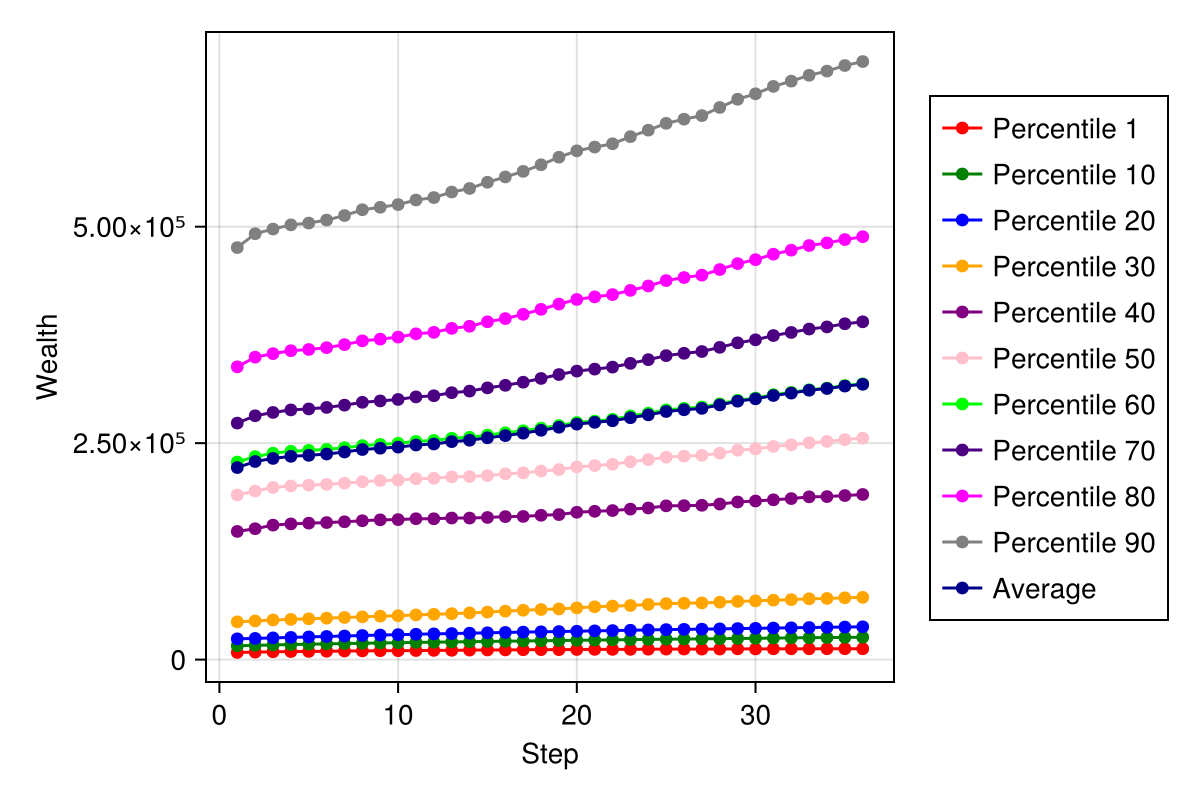 5.00×10⁵
2.50×10⁵
0
Wealth
0 10 20 30
Step
Percentile 1
Percentile 10
Percentile 20
Percentile 30
Percentile 40
Percentile 50
Percentile 60
Percentile 70
Percentile 80
Percentile 90
Average